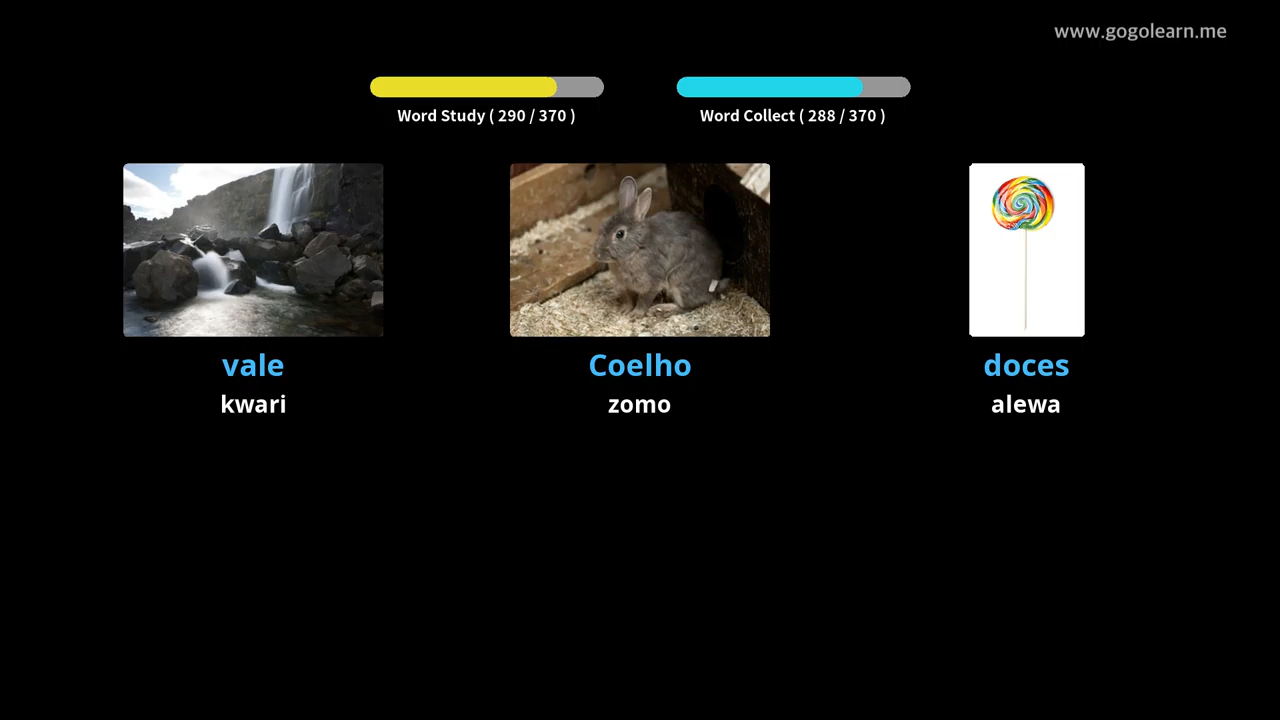 www.gogolearn.me
Word Study ( 290 / 370 )
Word Collect ( 288 / 370 )
vale
kwari
Coelho
zomo
doces
alewa